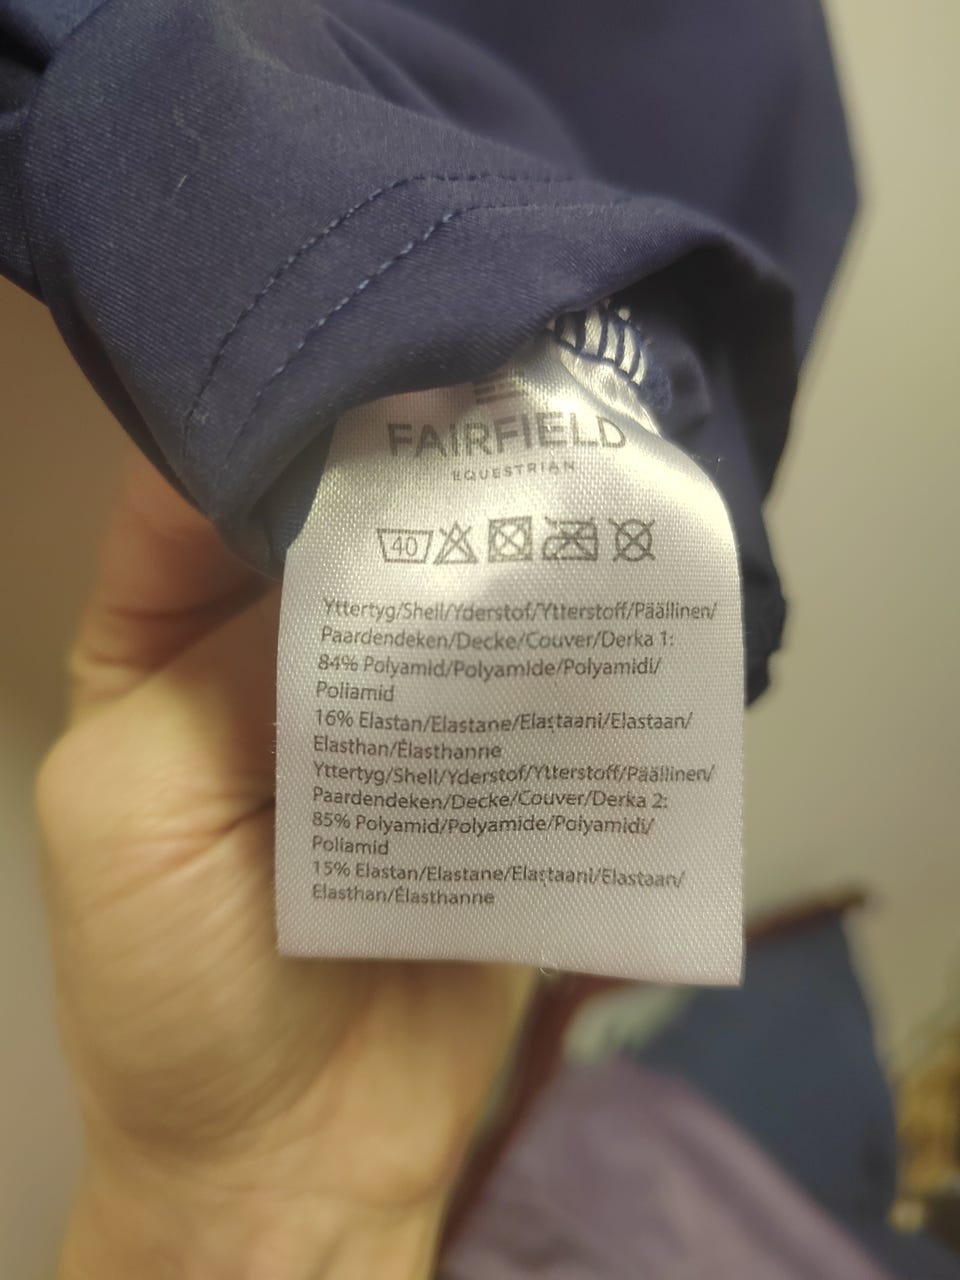 FAIRFIELD
EQUESTRIAN
40
Yttertyg/Shell/Yderstof/Ytterstoff/Päällinen/
Paardendeken/Decke/Couver/Derka 1:
84% Polyamid/Polyamide/Polyamidi/
Poliamid
16% Elastan/Elastane/Elastaani/Elastaan/
Elasthan/Élasthanne
Yttertyg/Shell/Yderstof/Ytterstoff/Päällinen/
Paardendeken/Decke/Couver/Derka 2:
85% Polyamid/Polyamide/Polyamidi/
Poliamid
15% Elastan/Elastane/Elastaani/Elastaan/
Elasthan/Élasthanne